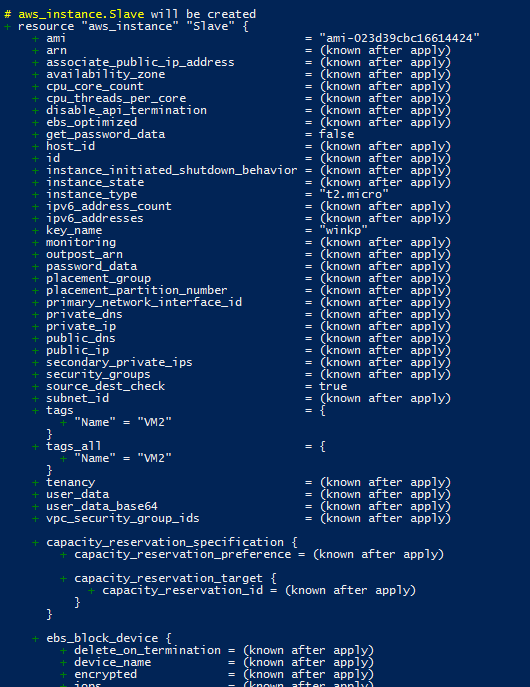 # aws_instance.Slave will be created
+ resource "aws_instance" "Slave" {
+ ami = "ami-023d39cbc16614424"
+ arn = (known after apply)
+ associate_public_ip_address = (known after apply)
+ availability_zone = (known after apply)
+ cpu_core_count = (known after apply)
+ cpu_threads_per_core = (known after apply)
+ disable_api_termination = (known after apply)
+ ebs_optimized = (known after apply)
+ get_password_data = false
+ host_id = (known after apply)
+ id = (known after apply)
+ instance_initiated_shutdown_behavior = (known after apply)
+ instance_state = (known after apply)
+ instance_type = "t2.micro"
+ ipv6_address_count = (known after apply)
+ ipv6_addresses = (known after apply)
+ key_name = "winkp"
+ monitoring = (known after apply)
+ outpost_arn = (known after apply)
+ password_data = (known after apply)
+ placement_group = (known after apply)
+ placement_partition_number = (known after apply)
+ primary_network_interface_id = (known after apply)
+ private_dns = (known after apply)
+ private_ip = (known after apply)
+ public_dns = (known after apply)
+ public_ip = (known after apply)
+ secondary_private_ips = (known after apply)
+ security_groups = (known after apply)
+ source_dest_check = true
+ subnet_id = (known after apply)
+ tags = {
+ "Name" = "VM2"
}
+ tags_all = {
+ "Name" = "VM2"
}
+ tenancy = (known after apply)
+ user_data = (known after apply)
+ user_data_base64 = (known after apply)
+ vpc_security_group_ids = (known after apply)
+ capacity_reservation_specification {
+ capacity_reservation_preference = (known after apply)
+ capacity_reservation_target {
+ capacity_reservation_id = (known after apply)
}
}
+ ebs_block_device {
+ delete_on_termination = (known after apply)
+ device_name = (known after apply)
+ encrypted = (known after apply)